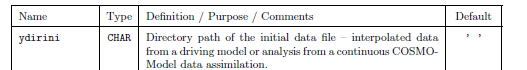 Name Type Definition / Purpose / Comments Default
ydirini CHAR Directory path of the initial data file – interpolated data ' '
from a driving model or analysis from a continuous COSMO-
Model data assimilation.